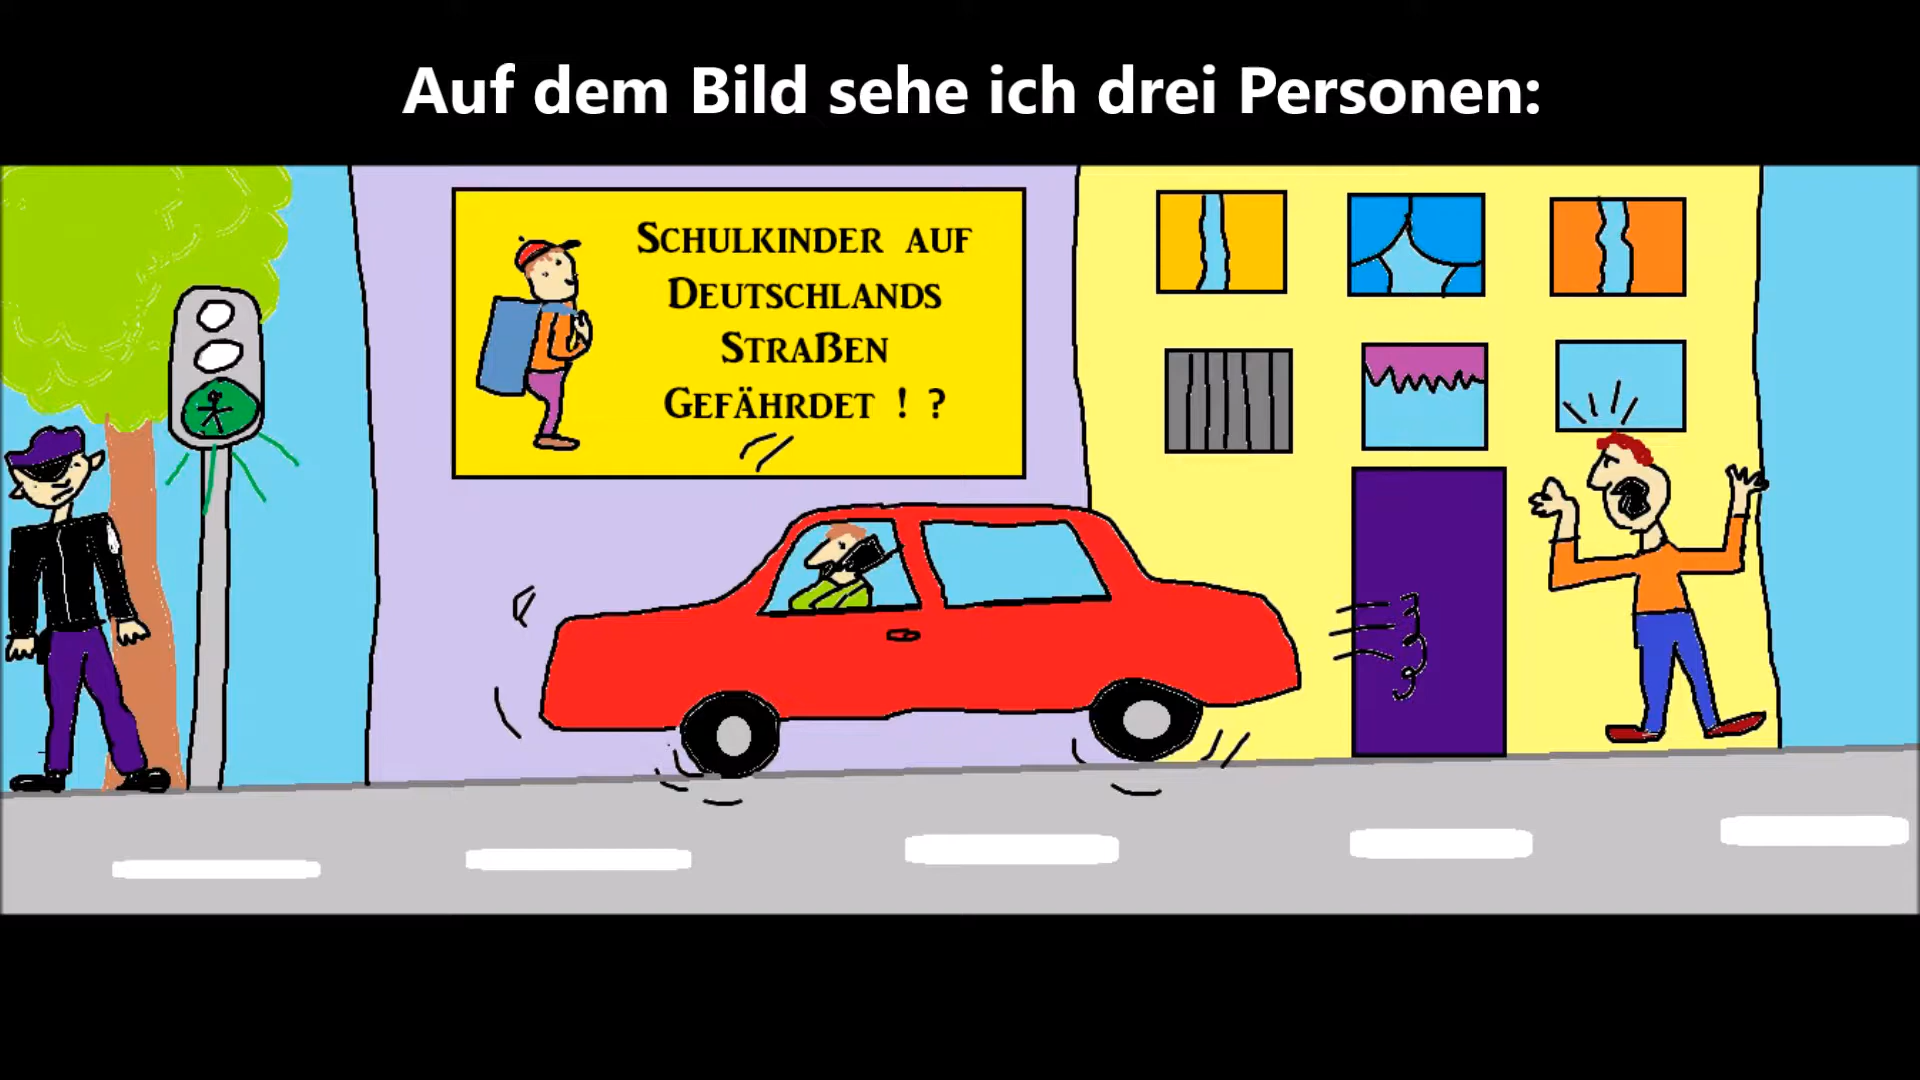 Auf dem Bild sehe ich drei Personen:
Schulkinder auf
Deutschlands
Straßen
Gefährdet ! ?